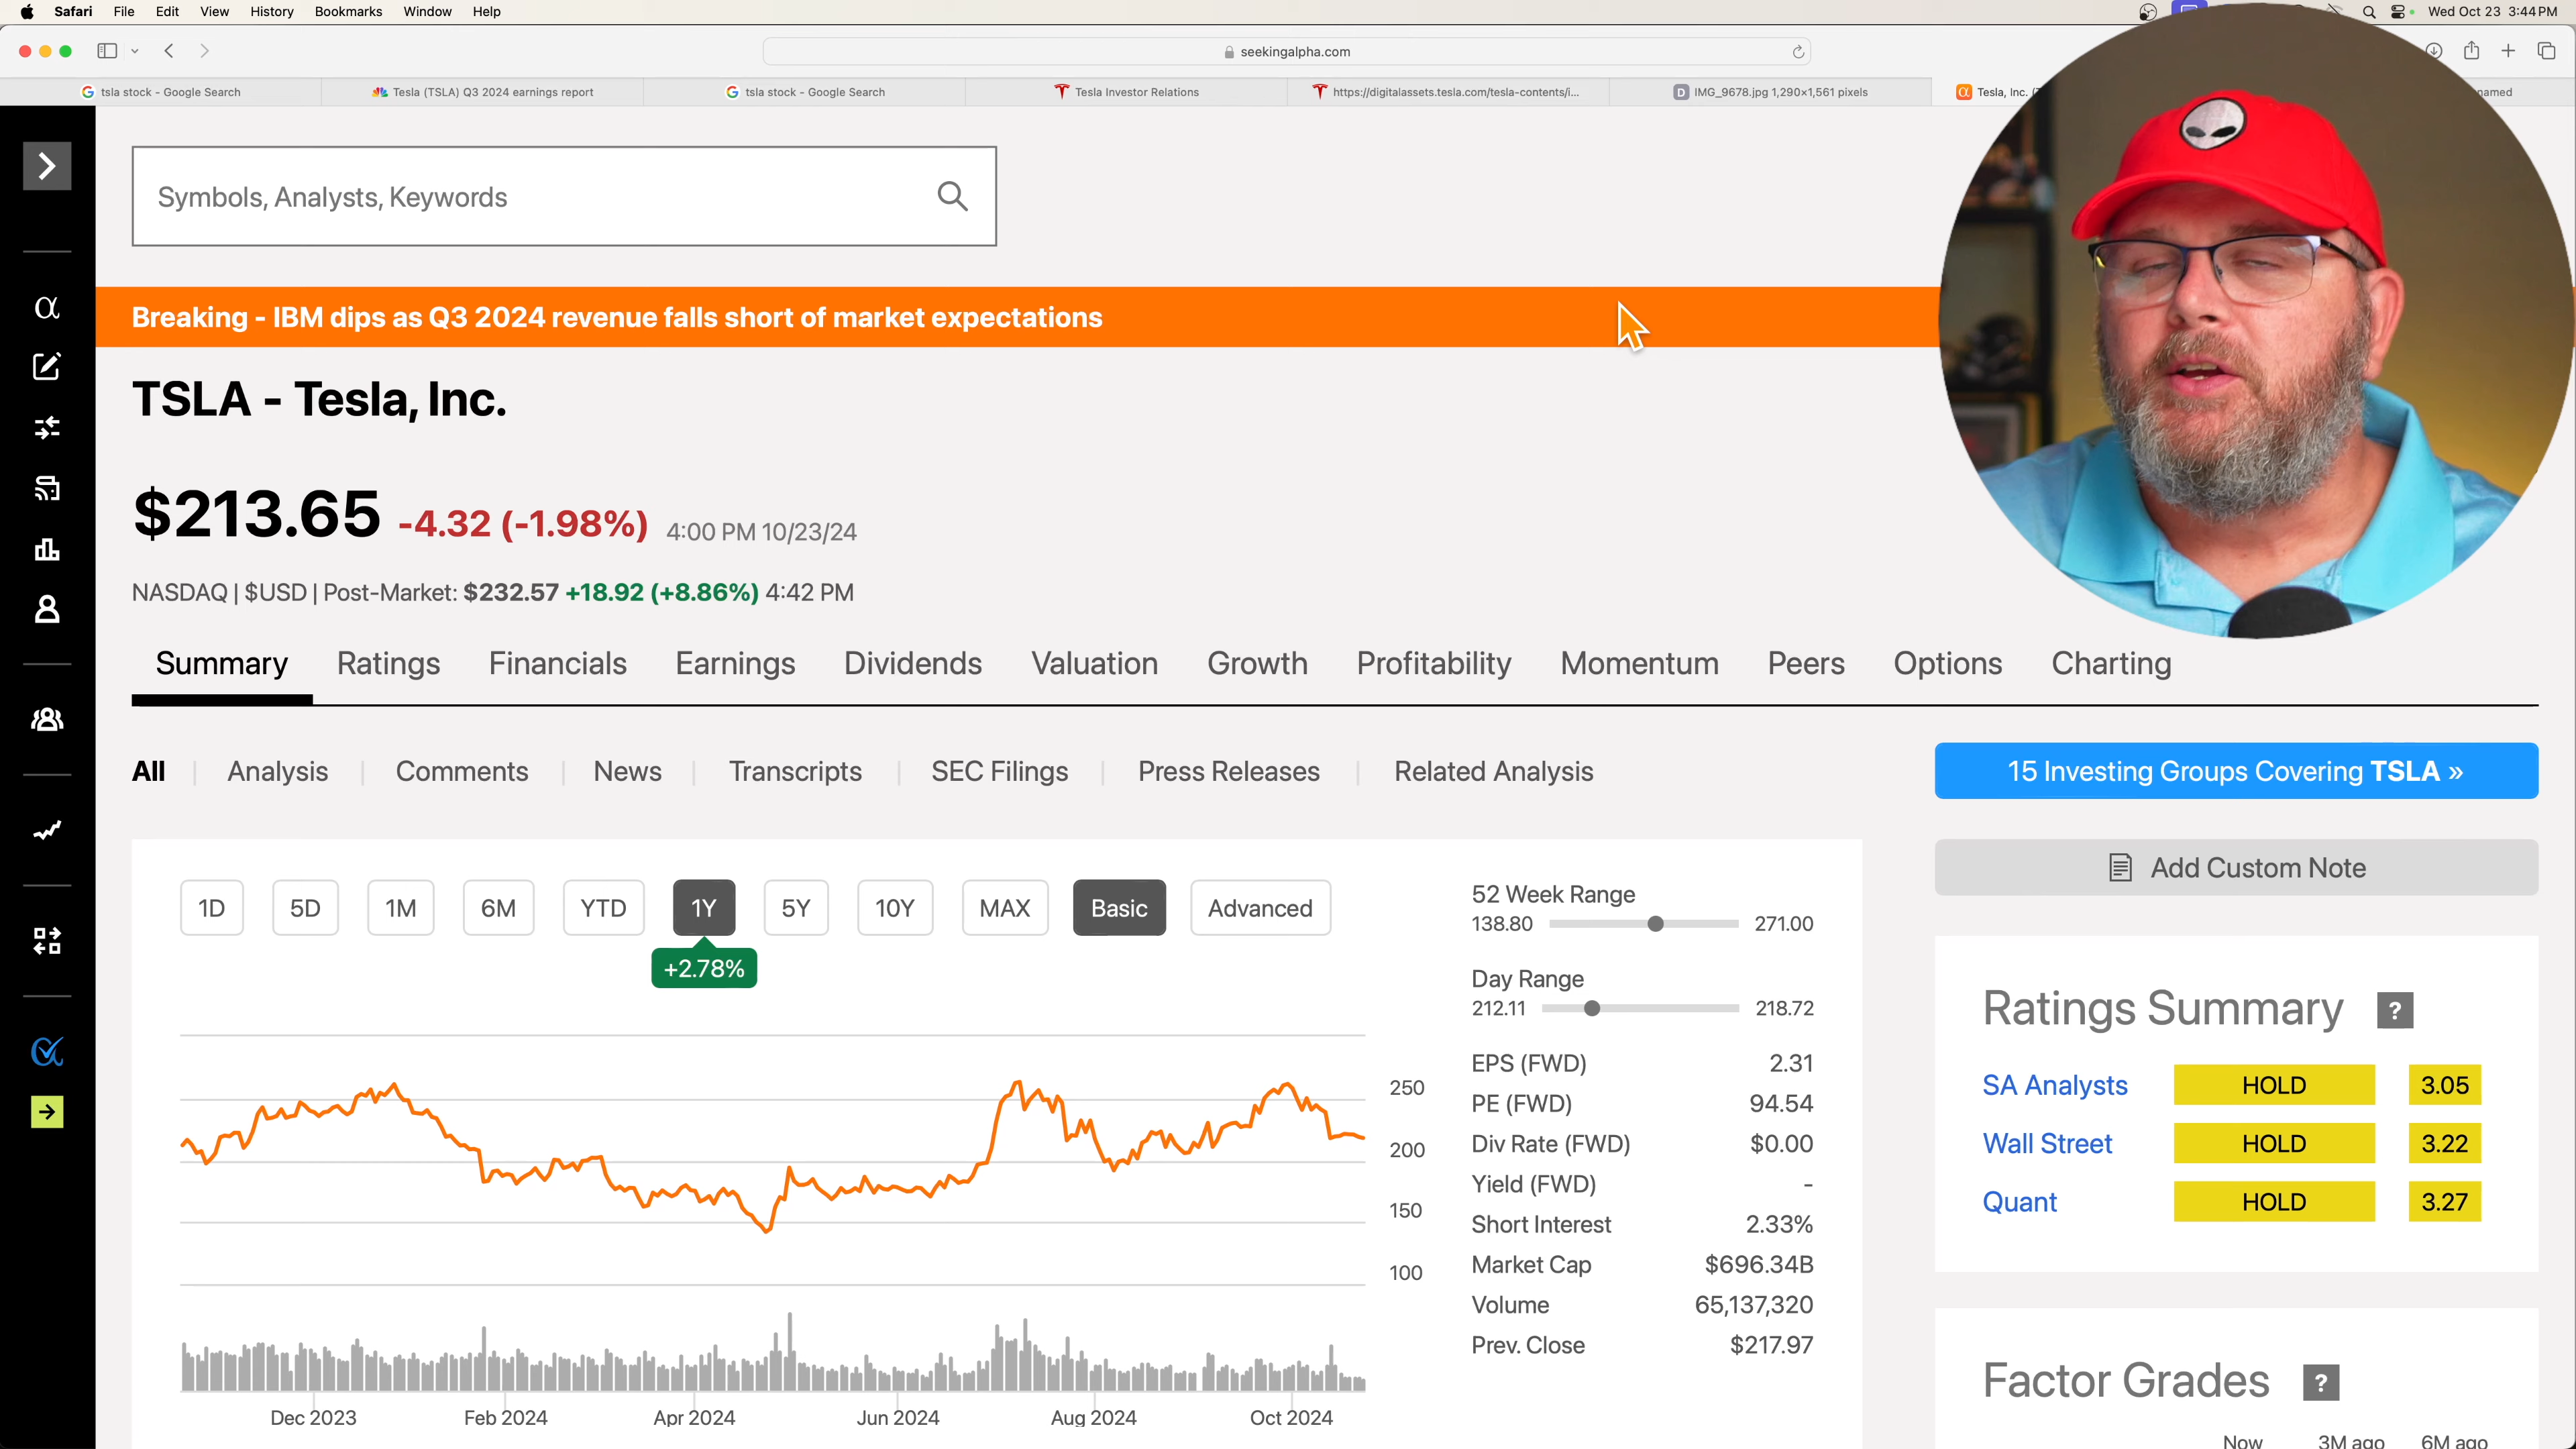 Safari File Edit View History Bookmarks Window Help
Wed Oct 23 3:44 PM
seekingalpha.com
tsla stock - Google Search
Tesla (TSLA) Q3 2024 earnings report
tsla stock - Google Search
Tesla Investor Relations
https://digitalassets.tesla.com/tesla-contents/i...
IMG_9678.jpg 1,290×1,561 pixels
Tesla, Inc.
Symbols, Analysts, Keywords
Breaking - IBM dips as Q3 2024 revenue falls short of market expectations
TSLA - Tesla, Inc.
$213.65 -4.32 (-1.98%) 4:00 PM 10/23/24
NASDAQ | $USD | Post-Market: $232.57 +18.92 (+8.86%) 4:42 PM
Summary Ratings Financials Earnings Dividends Valuation Growth Profitability Momentum Peers Options Charting
All Analysis Comments News Transcripts SEC Filings Press Releases Related Analysis
15 Investing Groups Covering TSLA »
Add Custom Note
1D 5D 1M 6M YTD 1Y 5Y 10Y MAX Basic Advanced
+2.78%
250
200
150
100
Dec 2023 Feb 2024 Apr 2024 Jun 2024 Aug 2024 Oct 2024
52 Week Range
138.80 271.00
Day Range
212.11 218.72
EPS (FWD) 2.31
PE (FWD) 94.54
Div Rate (FWD) $0.00
Yield (FWD) -
Short Interest 2.33%
Market Cap $696.34B
Volume 65,137,320
Prev. Close $217.97
Ratings Summary ?
SA Analysts HOLD 3.05
Wall Street HOLD 3.22
Quant HOLD 3.27
Factor Grades ?
Now 3M ago 6M ago